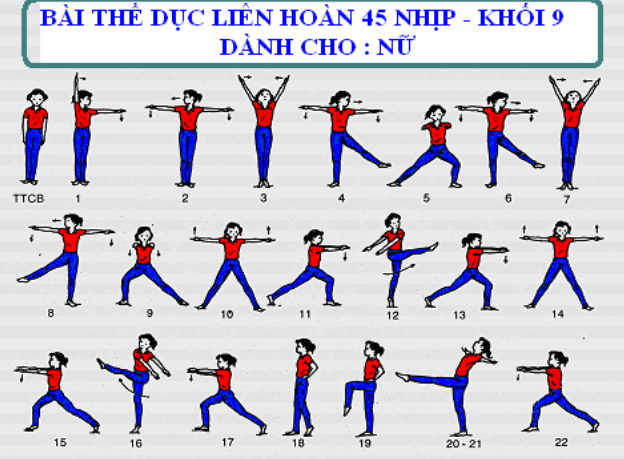 BÀI THỂ DỤC LIÊN HOÀN 45 NHỊP - KHỐI 9
DÀNH CHO : NỮ
TTCB 1 2 3 4 5 6 7
8 9 10 11 12 13 14
15 16 17 18 19 20 - 21 22